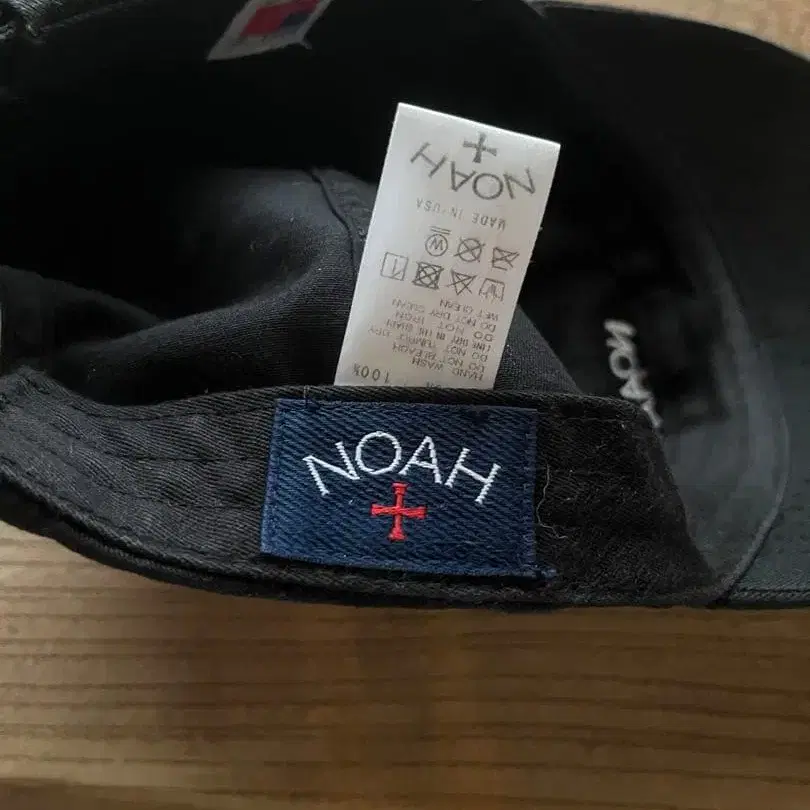 100%
HAND WASH
DO NOT BLEACH
DO NOT TUMBLE DRY
LINE DRY IN THE SHADE
DO NOT IRON
DO NOT DRY CLEAN
WET CLEAN
W
MADE IN USA
NOAH
NOAH
NOAH